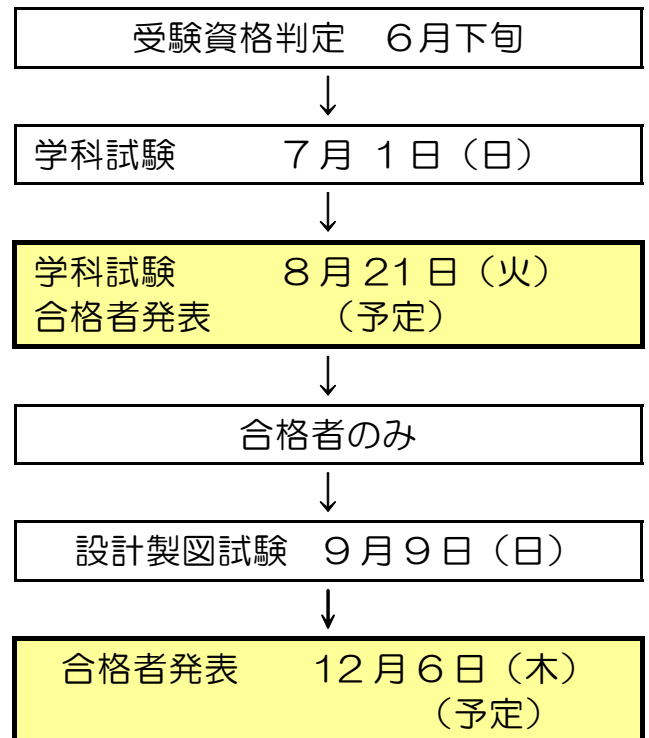 受験資格判定　６月下旬
↓
学科試験　　　７月 １日（日）
↓
学科試験　　　８月21日（火）
合格者発表　　　（予定）
↓
合格者のみ
↓
設計製図試験　９月９日（日）
↓
合格者発表　　12月６日（木）
（予定）